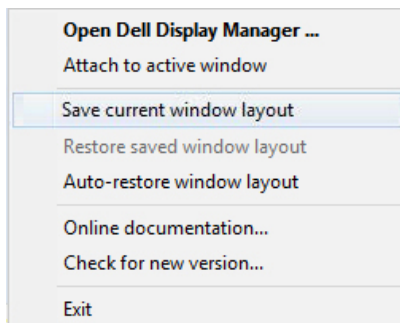 Open Dell Display Manager ...
Attach to active window
Save current window layout
Restore saved window layout
Auto-restore window layout
Online documentation...
Check for new version...
Exit